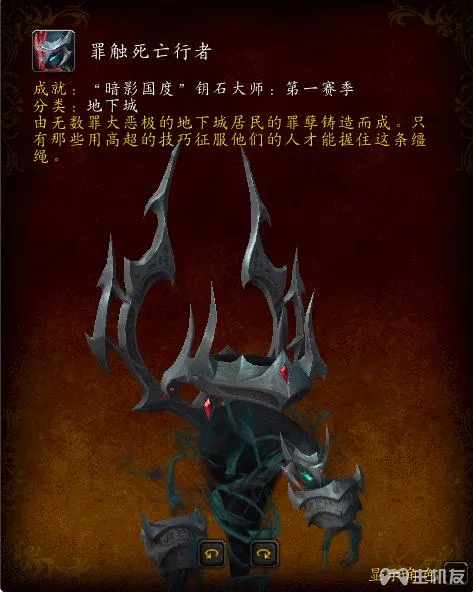 罪触死亡行者
成就：“暗影国度”钥石大师：第一赛季
分类：地下城
由无数罪大恶极的地下城居民的罪孽铸造而成。只
有那些用高超的技巧征服他们的人才能握住这条缰
绳。
主机友